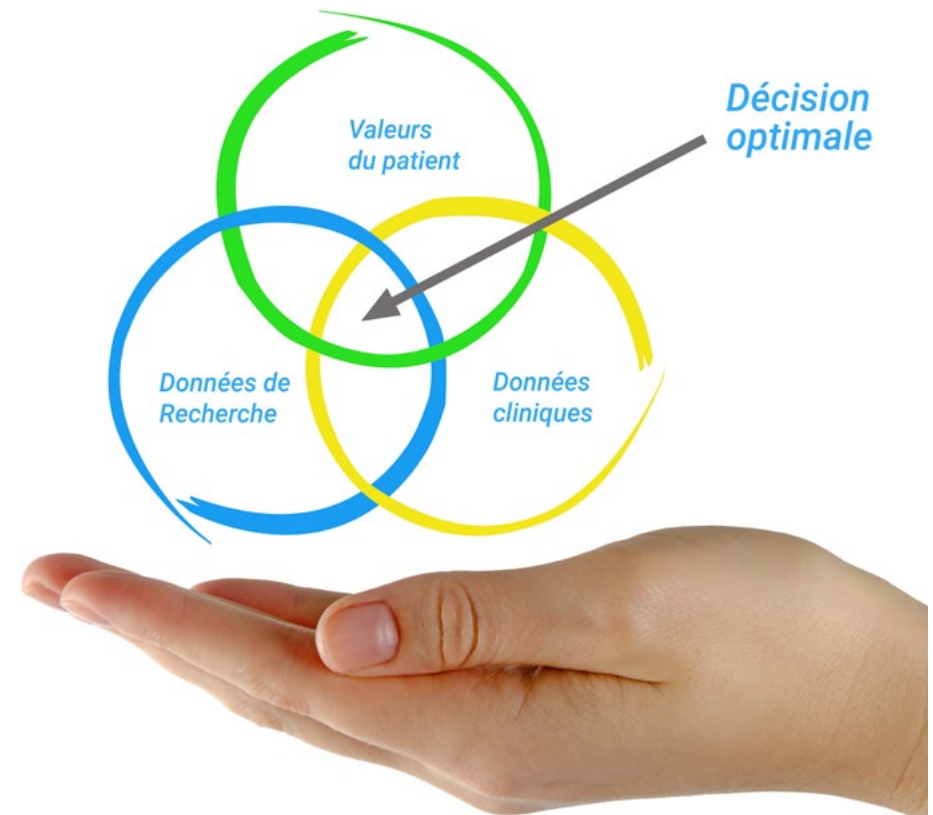 Valeurs
du patient
Décision
optimale
Données de
Recherche
Données
cliniques